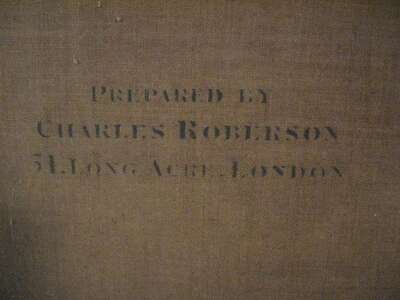 PREPARED BY
CHARLES ROBERSON
51, LONG ACRE, LONDON